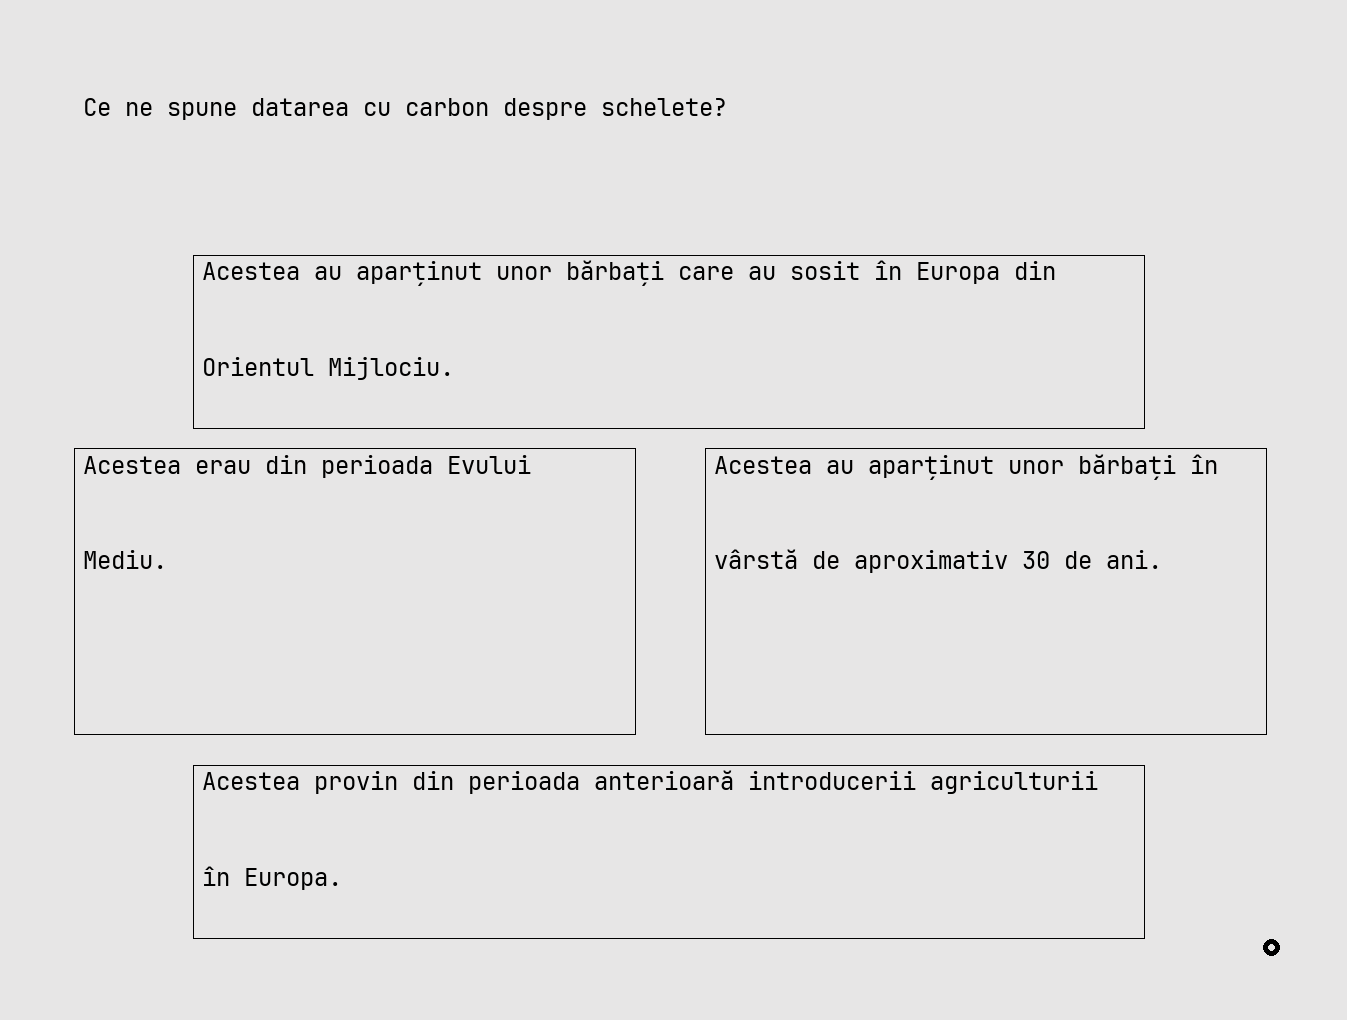 Ce ne spune datarea cu carbon despre schelete?
Acestea au aparținut unor bărbați care au sosit în Europa din
Orientul Mijlociu.
Acestea erau din perioada Evului
Mediu.
Acestea au aparținut unor bărbați în
vârstă de aproximativ 30 de ani.
Acestea provin din perioada anterioară introducerii agriculturii
în Europa.